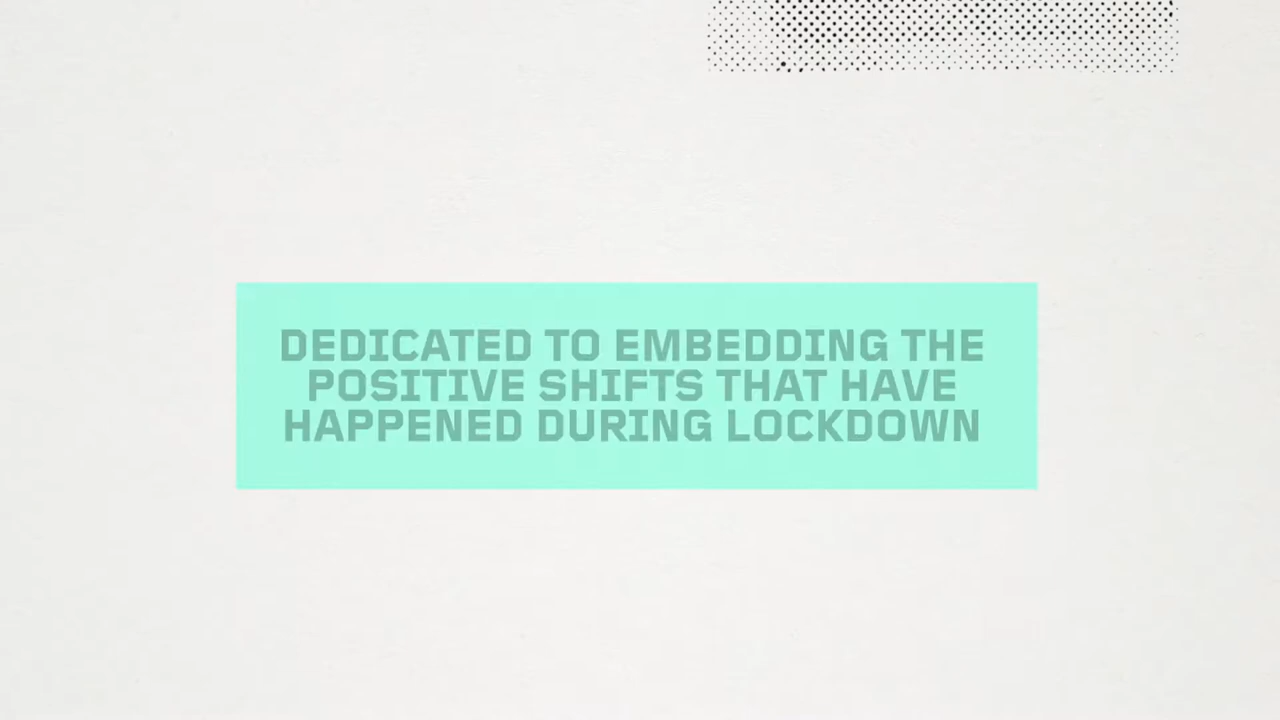 DEDICATED TO EMBEDDING THE
POSITIVE SHIFTS THAT HAVE
HAPPENED DURING LOCKDOWN